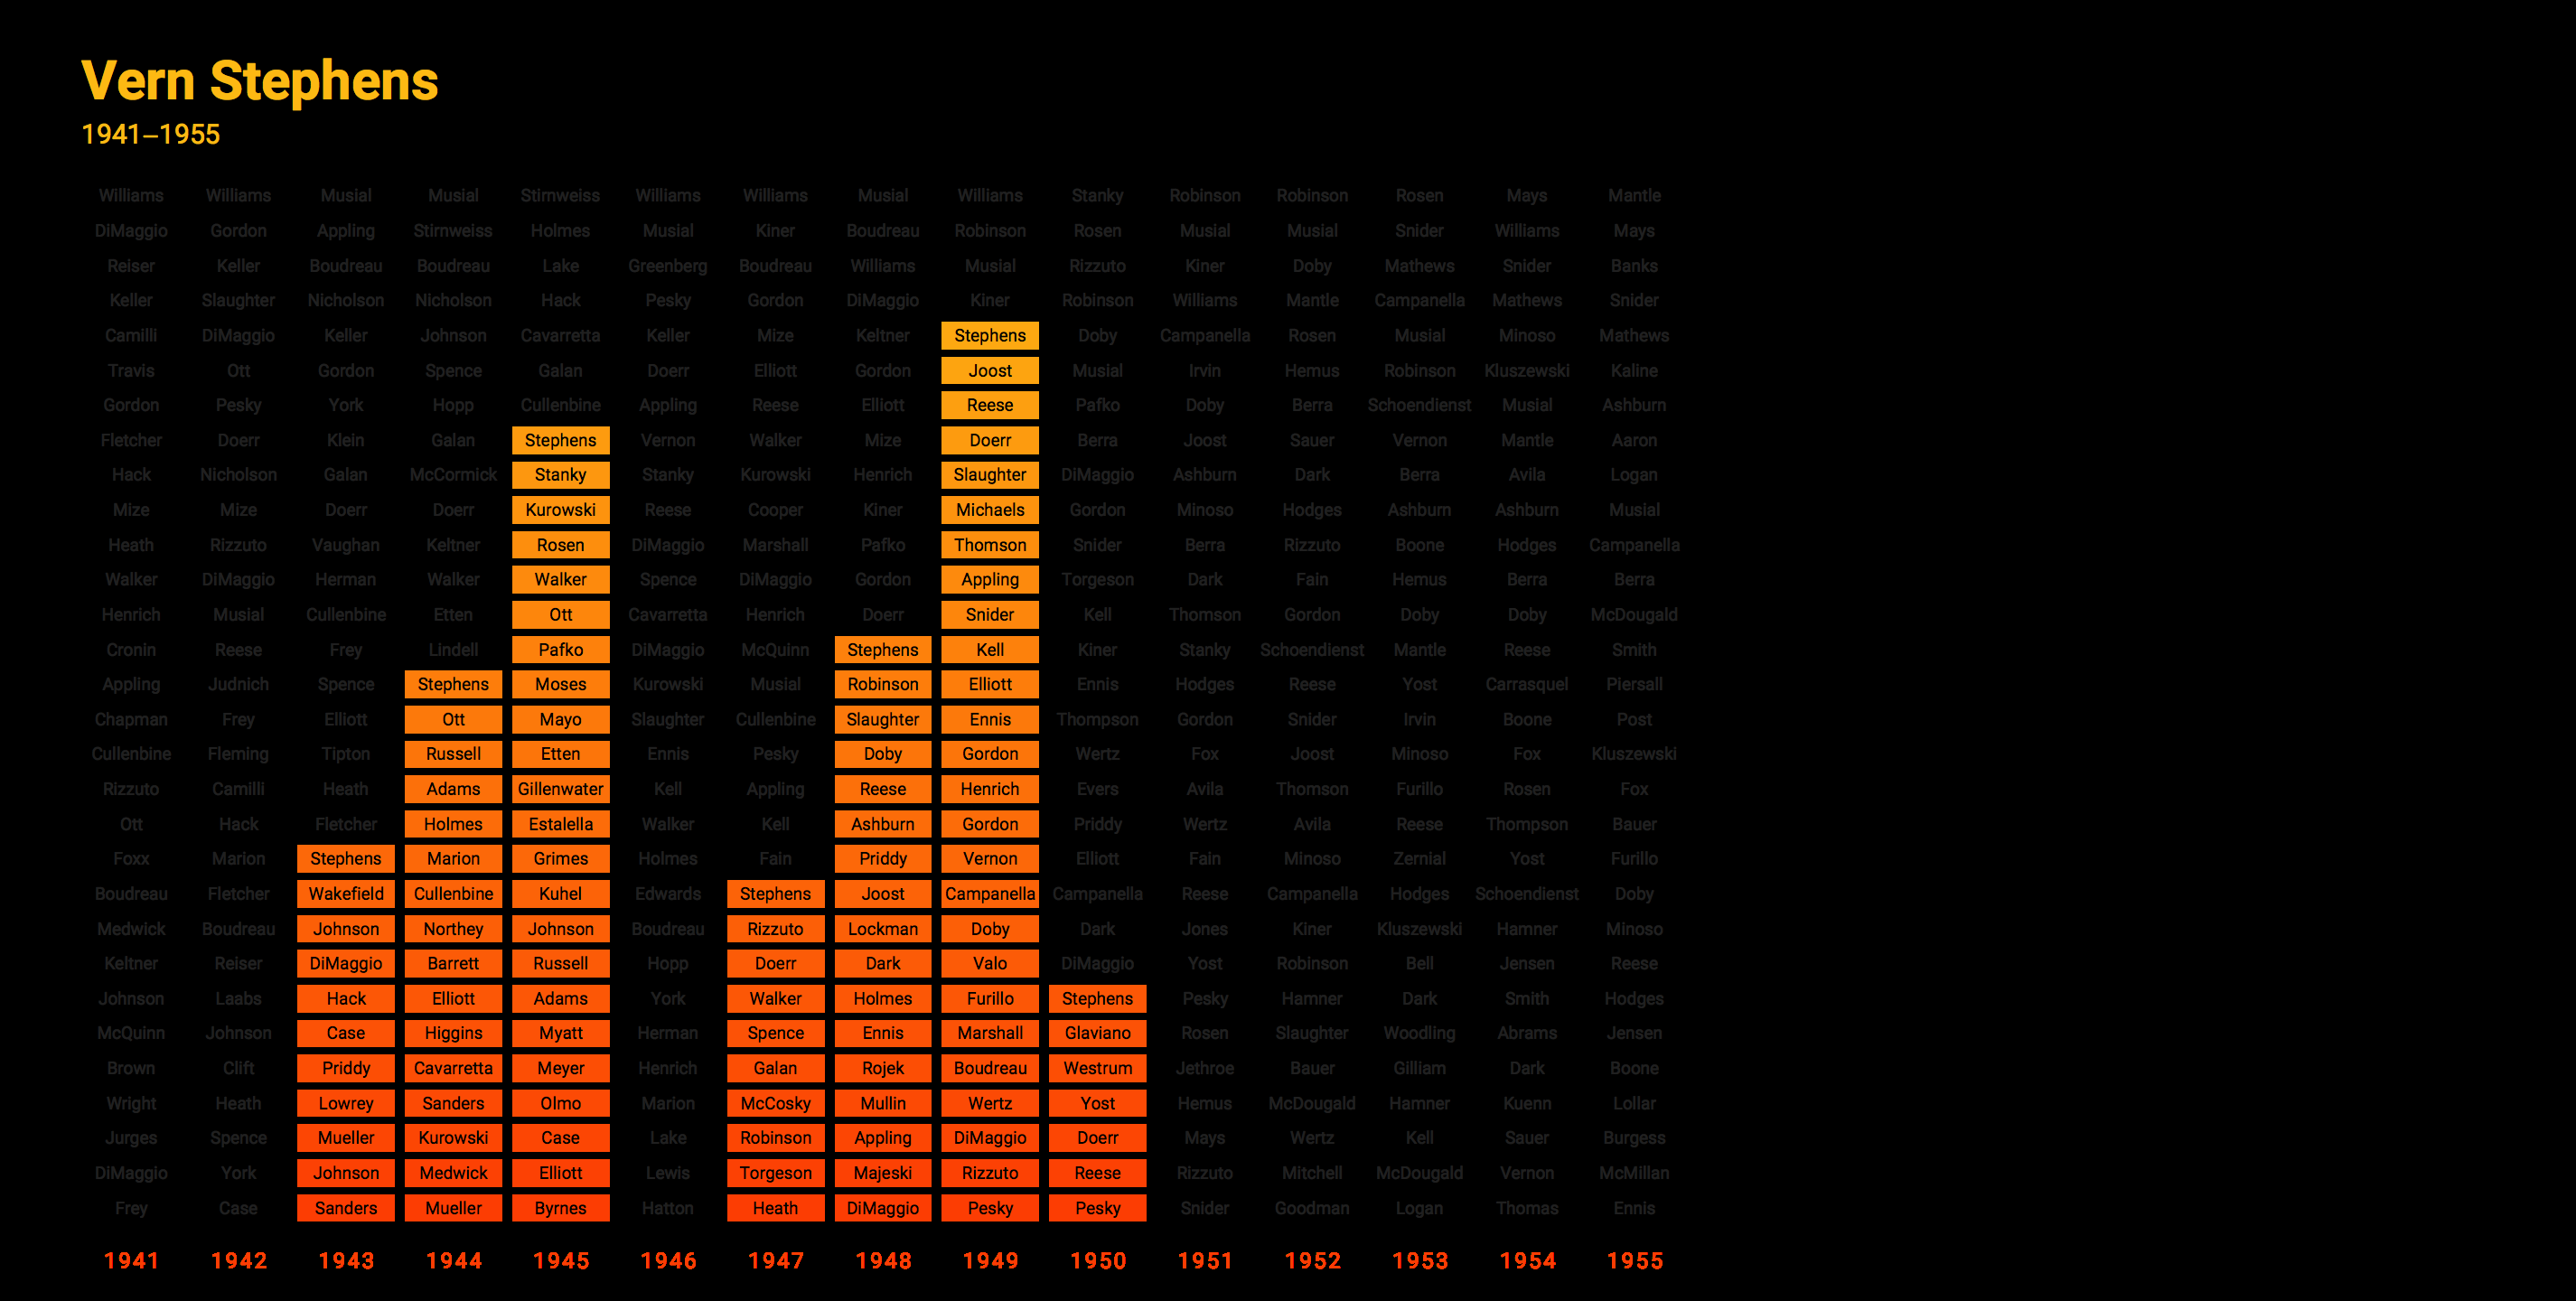 Vern Stephens
1941–1955
Williams Williams Musial Musial Stirnweiss Williams Williams Musial Williams Stanky Robinson Robinson Rosen Mays Mantle
DiMaggio Gordon Appling Stirnweiss Holmes Musial Kiner Boudreau Robinson Rosen Musial Musial Snider Williams Mays
Reiser Keller Boudreau Boudreau Lake Greenberg Boudreau Williams Musial Rizzuto Kiner Doby Mathews Snider Banks
Keller Slaughter Nicholson Nicholson Hack Pesky Gordon DiMaggio Kiner Robinson Williams Mantle Campanella Mathews Snider
Camilli DiMaggio Keller Johnson Cavarretta Keller Mize Keltner Stephens Doby Campanella Rosen Musial Minoso Mathews
Travis Ott Gordon Spence Galan Doerr Elliott Gordon Joost Musial Irvin Hemus Robinson Kluszewski Kaline
Gordon Pesky York Hopp Cullenbine Appling Reese Elliott Reese Pafko Doby Berra Schoendienst Musial Ashburn
Fletcher Doerr Klein Galan Stephens Vernon Walker Mize Doerr Berra Joost Sauer Vernon Mantle Aaron
Hack Nicholson Galan McCormick Stanky Stanky Kurowski Henrich Slaughter DiMaggio Ashburn Dark Berra Avila Logan
Mize Mize Doerr Doerr Kurowski Reese Cooper Kiner Michaels Gordon Minoso Hodges Ashburn Ashburn Musial
Heath Rizzuto Vaughan Keltner Rosen DiMaggio Marshall Pafko Thomson Snider Berra Rizzuto Boone Hodges Campanella
Walker DiMaggio Herman Walker Walker Spence DiMaggio Gordon Appling Torgeson Dark Fain Hemus Berra Berra
Henrich Musial Cullenbine Etten Ott Cavarretta Henrich Doerr Snider Kell Thomson Gordon Doby Doby McDougald
Cronin Reese Frey Lindell Pafko DiMaggio McQuinn Stephens Kell Kiner Stanky Schoendienst Mantle Reese Smith
Appling Judnich Spence Stephens Moses Kurowski Musial Robinson Elliott Ennis Hodges Reese Yost Carrasquel Piersall
Chapman Frey Elliott Ott Mayo Slaughter Cullenbine Slaughter Ennis Thompson Gordon Snider Irvin Boone Post
Cullenbine Fleming Tipton Russell Etten Ennis Pesky Doby Gordon Wertz Fox Joost Minoso Fox Kluszewski
Rizzuto Camilli Heath Adams Gillenwater Kell Appling Reese Henrich Evers Avila Thomson Furillo Rosen Fox
Ott Hack Fletcher Holmes Estalella Walker Kell Ashburn Gordon Priddy Wertz Avila Reese Thompson Bauer
Foxx Marion Stephens Marion Grimes Holmes Fain Priddy Vernon Elliott Fain Minoso Zernial Yost Furillo
Boudreau Fletcher Wakefield Cullenbine Kuhel Edwards Stephens Joost Campanella Campanella Reese Campanella Hodges Schoendienst Doby
Medwick Boudreau Johnson Northey Johnson Boudreau Rizzuto Lockman Doby Dark Jones Kiner Kluszewski Hamner Minoso
Keltner Reiser DiMaggio Barrett Russell Hopp Doerr Dark Valo DiMaggio Yost Robinson Bell Jensen Reese
Johnson Laabs Hack Elliott Adams York Walker Holmes Furillo Stephens Pesky Hamner Dark Smith Hodges
McQuinn Johnson Case Higgins Myatt Herman Spence Ennis Marshall Glaviano Rosen Slaughter Woodling Abrams Jensen
Brown Clift Priddy Cavarretta Meyer Henrich Galan Rojek Boudreau Westrum Jethroe Bauer Gilliam Dark Boone
Wright Heath Lowrey Sanders Olmo Marion McCosky Mullin Wertz Yost Hemus McDougald Hamner Kuenn Lollar
Jurges Spence Mueller Kurowski Case Lake Robinson Appling DiMaggio Doerr Mays Wertz Kell Sauer Burgess
DiMaggio York Johnson Medwick Elliott Lewis Torgeson Majeski Rizzuto Reese Rizzuto Mitchell McDougald Vernon McMillan
Frey Case Sanders Mueller Byrnes Hatton Heath DiMaggio Pesky Pesky Snider Goodman Logan Thomas Ennis
1941 1942 1943 1944 1945 1946 1947 1948 1949 1950 1951 1952 1953 1954 1955